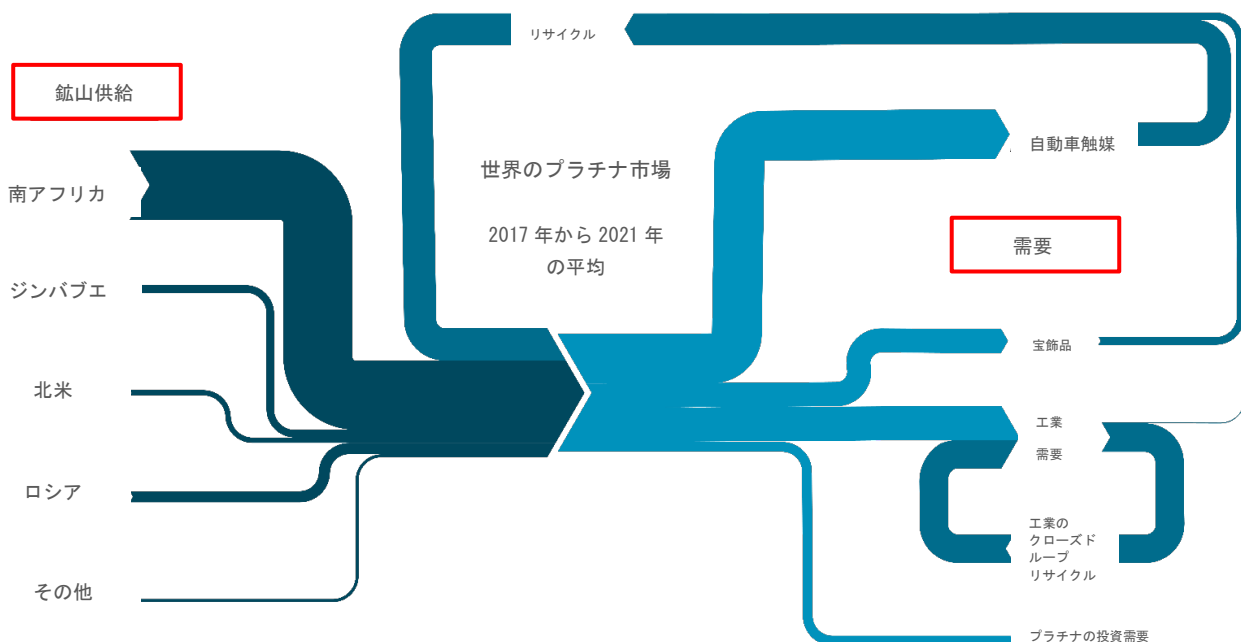 リサイクル
鉱山供給
自動車触媒
世界のプラチナ市場
南アフリカ
2017 年から 2021 年
の平均
需要
ジンバブエ
宝飾品
北米
工業
需要
ロシア
工業の
クローズド
ループ
リサイクル
その他
プラチナの投資需要